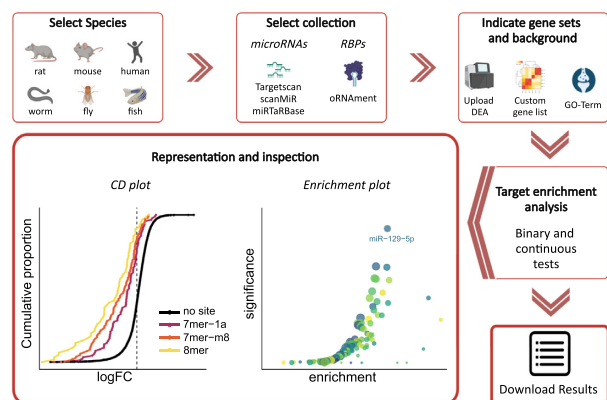 Select Species
rat mouse human
worm fly fish
Select collection
microRNAs RBPs
Targetscan
scanMiR
miRTaRBase
oRNAment
Indicate gene sets
and background
Upload
DEA
Custom
gene list
GO-Term
Target enrichment
analysis
Binary and
continuous
tests
Download Results
Representation and inspection
CD plot
Cumulative proportion
no site
7mer−1a
7mer−m8
8mer
logFC
Enrichment plot
significance
miR−129−5p
enrichment